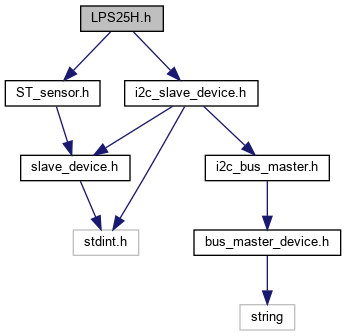 LPS25H.h
ST_sensor.h
i2c_slave_device.h
slave_device.h
i2c_bus_master.h
stdint.h
bus_master_device.h
string